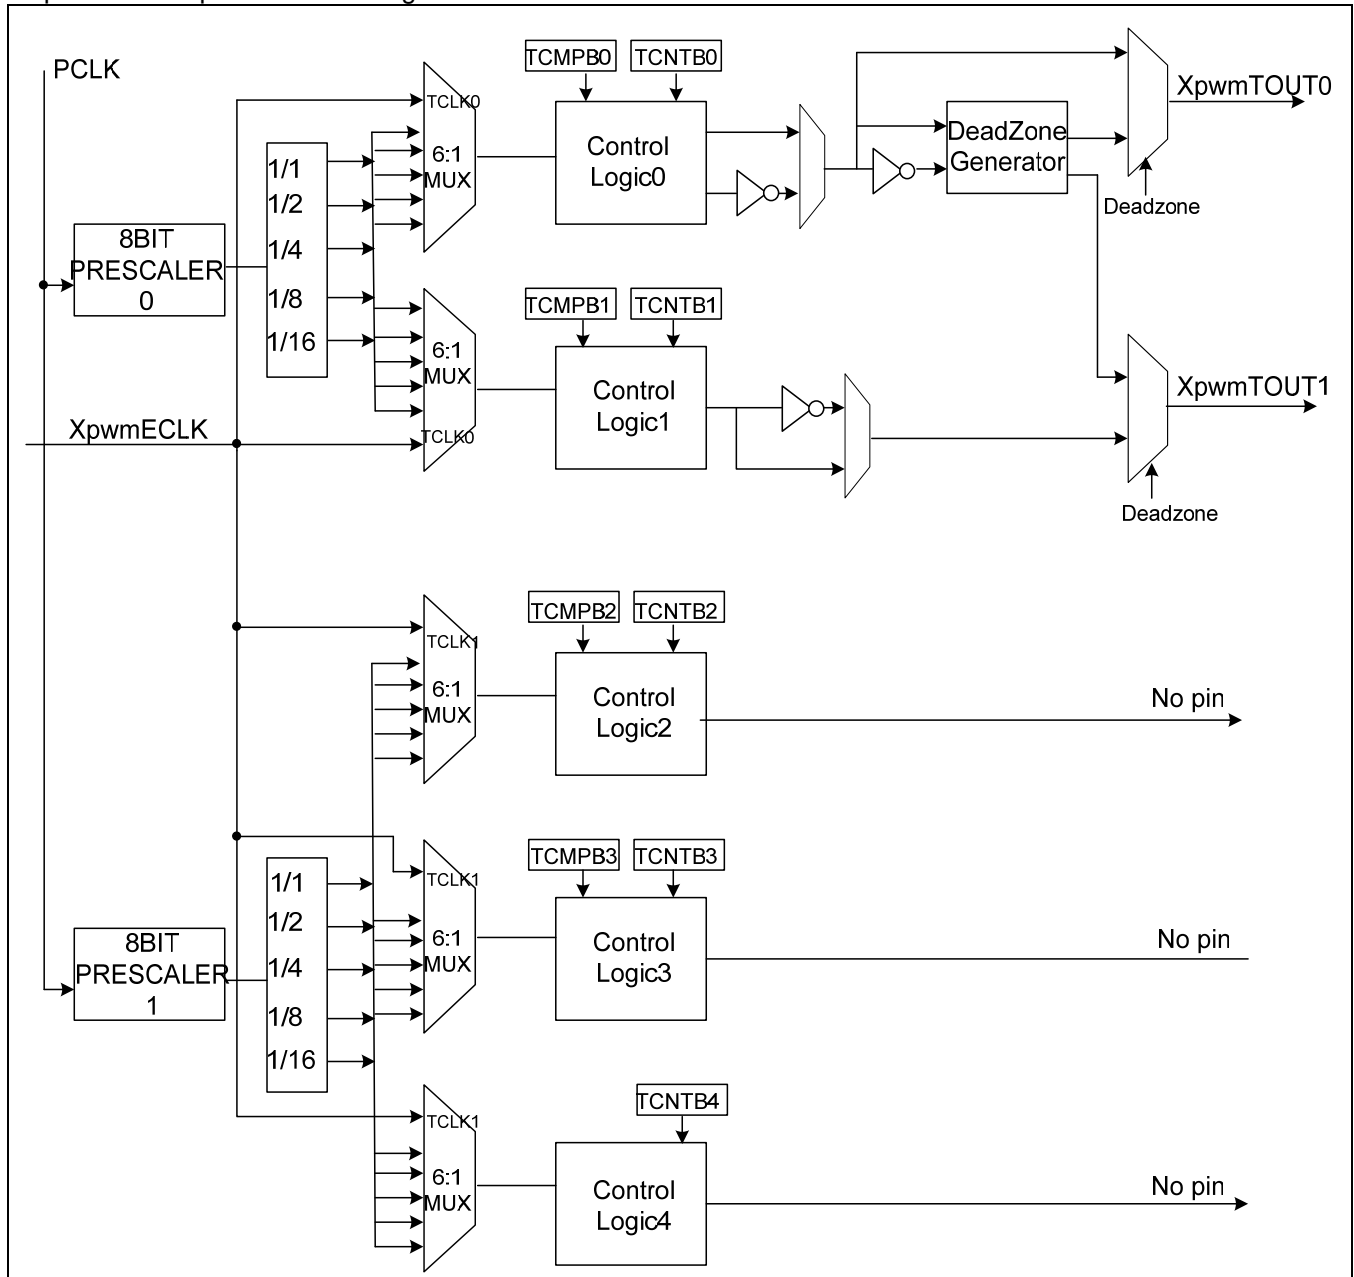 PCLK
TCMPB0
TCNTB0
TCLK0
6:1
MUX
Control
Logic0
DeadZone
Generator
XpwmTOUT0
Deadzone
1/1
1/2
1/4
1/8
1/16
8BIT
PRESCALER
0
TCMPB1
TCNTB1
6:1
MUX
TCLK0
Control
Logic1
XpwmTOUT1
Deadzone
XpwmECLK
TCMPB2
TCNTB2
TCLK1
6:1
MUX
Control
Logic2
No pin
TCMPB3
TCNTB3
TCLK1
6:1
MUX
Control
Logic3
No pin
1/1
1/2
1/4
1/8
1/16
8BIT
PRESCALER
1
TCNTB4
TCLK1
6:1
MUX
Control
Logic4
No pin